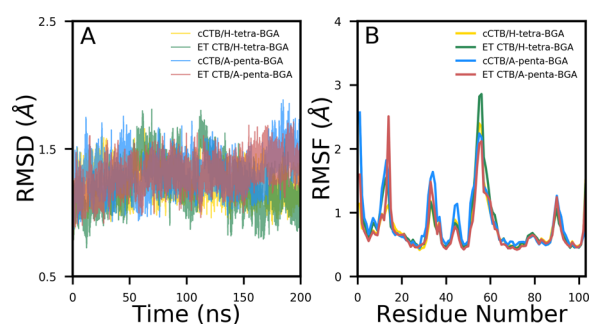 A
cCTB/H-tetra-BGA
ET CTB/H-tetra-BGA
cCTB/A-penta-BGA
ET CTB/A-penta-BGA
RMSD (Å)
2.5
1.5
0.5
0 50 100 150 200
Time (ns)
B
cCTB/H-tetra-BGA
ET CTB/H-tetra-BGA
cCTB/A-penta-BGA
ET CTB/A-penta-BGA
RMSF (Å)
4
3
2
1
0
0 20 40 60 80 100
Residue Number